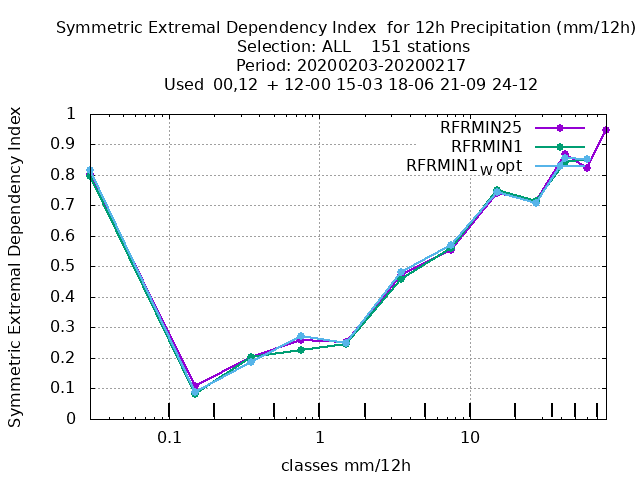 Symmetric Extremal Dependency Index  for 12h Precipitation (mm/12h)
Selection: ALL    151 stations
Period: 20200203-20200217
Used  00,12  + 12-00 15-03 18-06 21-09 24-12
Symmetric Extremal Dependency Index
1
0.9
0.8
0.7
0.6
0.5
0.4
0.3
0.2
0.1
0
RFRMIN25
RFRMIN1
RFRMIN1W opt
0.1 1 10
classes mm/12h